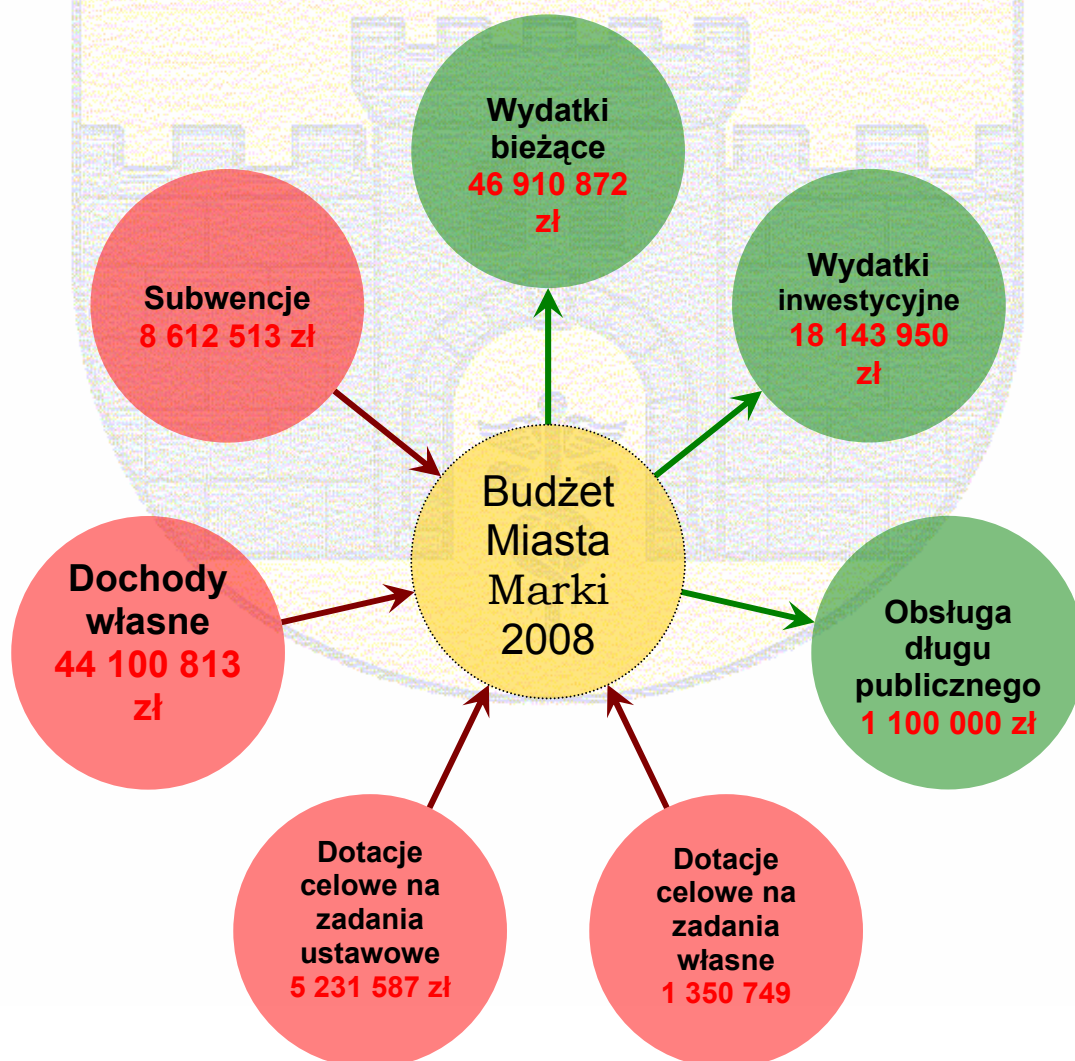 Wydatki
bieżące
46 910 872
zł
Subwencje
8 612 513 zł
Wydatki
inwestycyjne
18 143 950
zł
Budżet
Miasta
Marki
2008
Dochody
własne
44 100 813
zł
Obsługa
długu
publicznego
1 100 000 zł
Dotacje
celowe na
zadania
ustawowe
5 231 587 zł
Dotacje
celowe na
zadania
własne
1 350 749